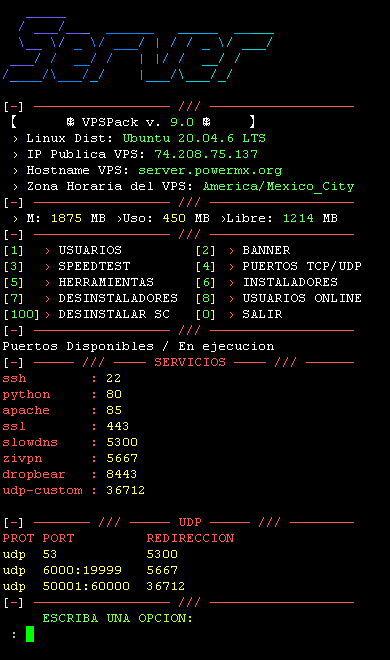 Server
[-] ——————————— /// ———————————
【 ⁕ VPSPack v. 9.0 ⁕ 】
› Linux Dist: Ubuntu 20.04.6 LTS
› IP Publica VPS: 74.208.75.137
› Hostname VPS: server.powermx.org
› Zona Horaria del VPS: America/Mexico_City
[-] ——————————— /// ———————————
› M: 1875 MB ›Uso: 450 MB ›Libre: 1214 MB
[-] ——————————— /// ———————————
[1] › USUARIOS [2] › BANNER
[3] › SPEEDTEST [4] › PUERTOS TCP/UDP
[5] › HERRAMIENTAS [6] › INSTALADORES
[7] › DESINSTALADORES [8] › USUARIOS ONLINE
[100]› DESINSTALAR SC [0] › SALIR
[-] ——————————— /// ———————————
Puertos Disponibles / En ejecucion
[-] ———— /// ——— SERVICIOS ——— /// ————
ssh : 22
python : 80
apache : 85
ssl : 443
slowdns : 5300
zivpn : 5667
dropbear : 8443
udp-custom : 36712
[-] ————— /// ———— UDP ———— /// —————
PROT PORT REDIRECCION
udp 53 5300
udp 6000:19999 5667
udp 50001:60000 36712
[-] ——————————— /// ———————————
ESCRIBA UNA OPCION:
: